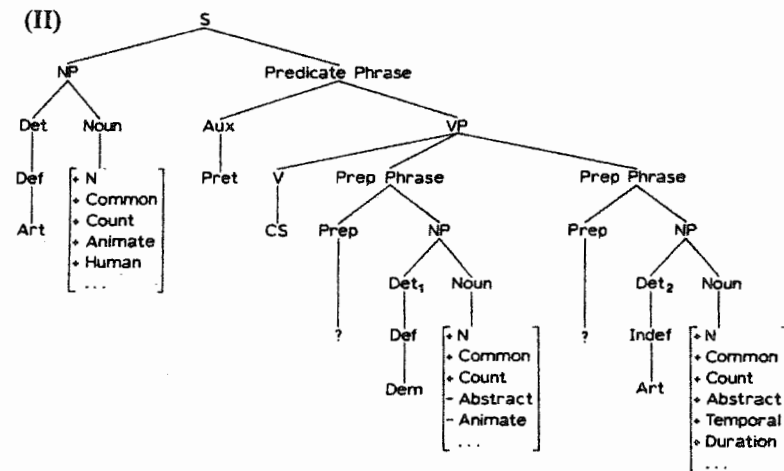 (II)
S
NP Predicate Phrase
Det Noun Aux VP
Def + N Pret V Prep Phrase Prep Phrase
+ Common
Art + Count CS Prep NP Prep NP
+ Animate
+ Human
...
Det₁ Noun Det₂ Noun
? Def + N ? Indef + N
+ Common + Common
Dem + Count Art + Count
- Abstract + Abstract
- Animate + Temporal
... + Duration
...